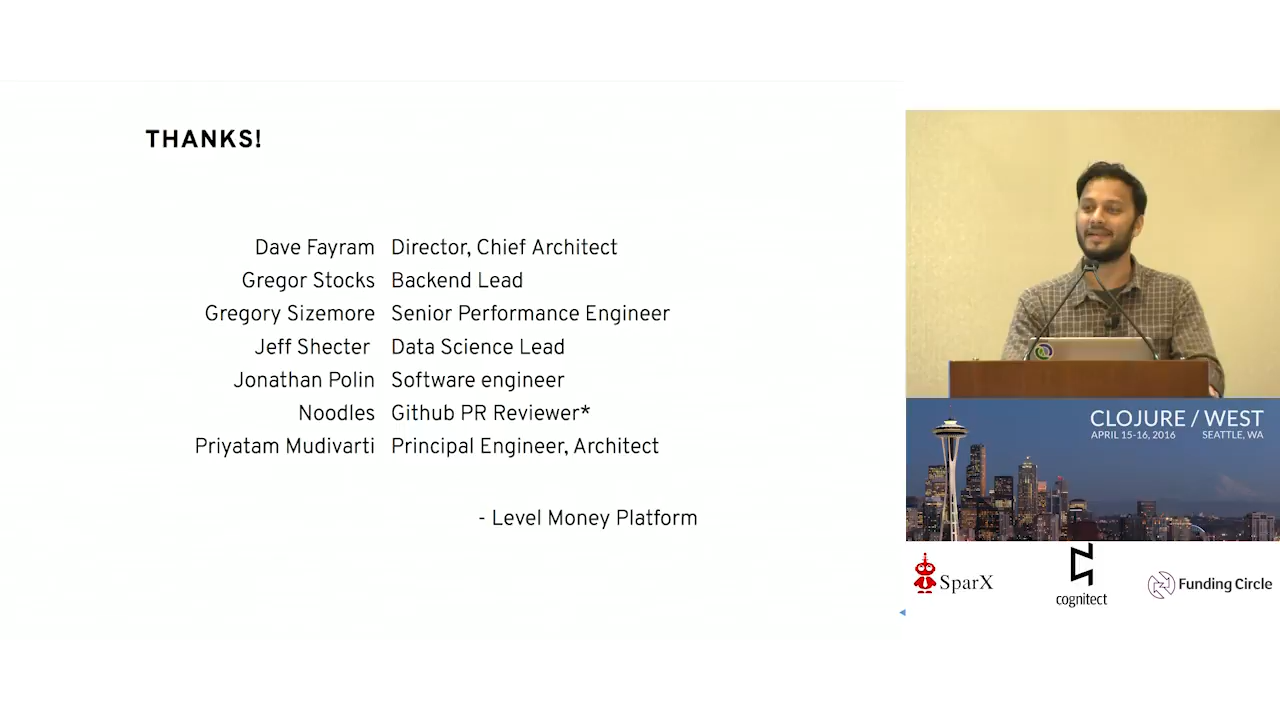 THANKS!
Dave Fayram Director, Chief Architect
Gregor Stocks Backend Lead
Gregory Sizemore Senior Performance Engineer
Jeff Shecter Data Science Lead
Jonathan Polin Software engineer
Noodles Github PR Reviewer*
Priyatam Mudivarti Principal Engineer, Architect
- Level Money Platform
CLOJURE / WEST
APRIL 15-16, 2016 SEATTLE, WA
SparX
cognitect
Funding Circle